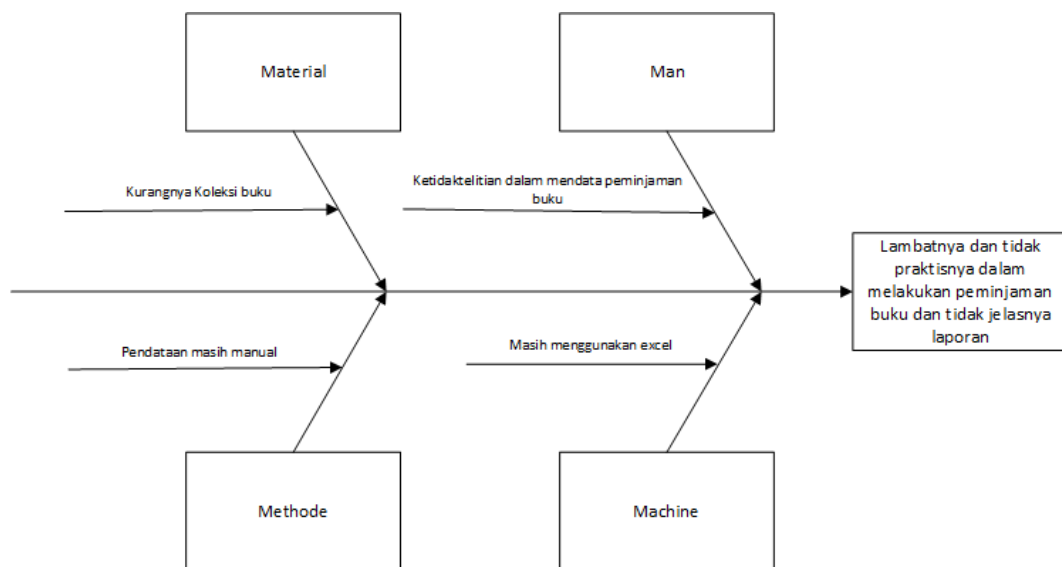 Material
Man
Kurangnya Koleksi buku
Ketidaktelitian dalam mendata peminjaman
buku
Lambatnya dan tidak
praktisnya dalam
melakukan peminjaman
buku dan tidak jelasnya
laporan
Pendataan masih manual
Masih menggunakan excel
Methode
Machine